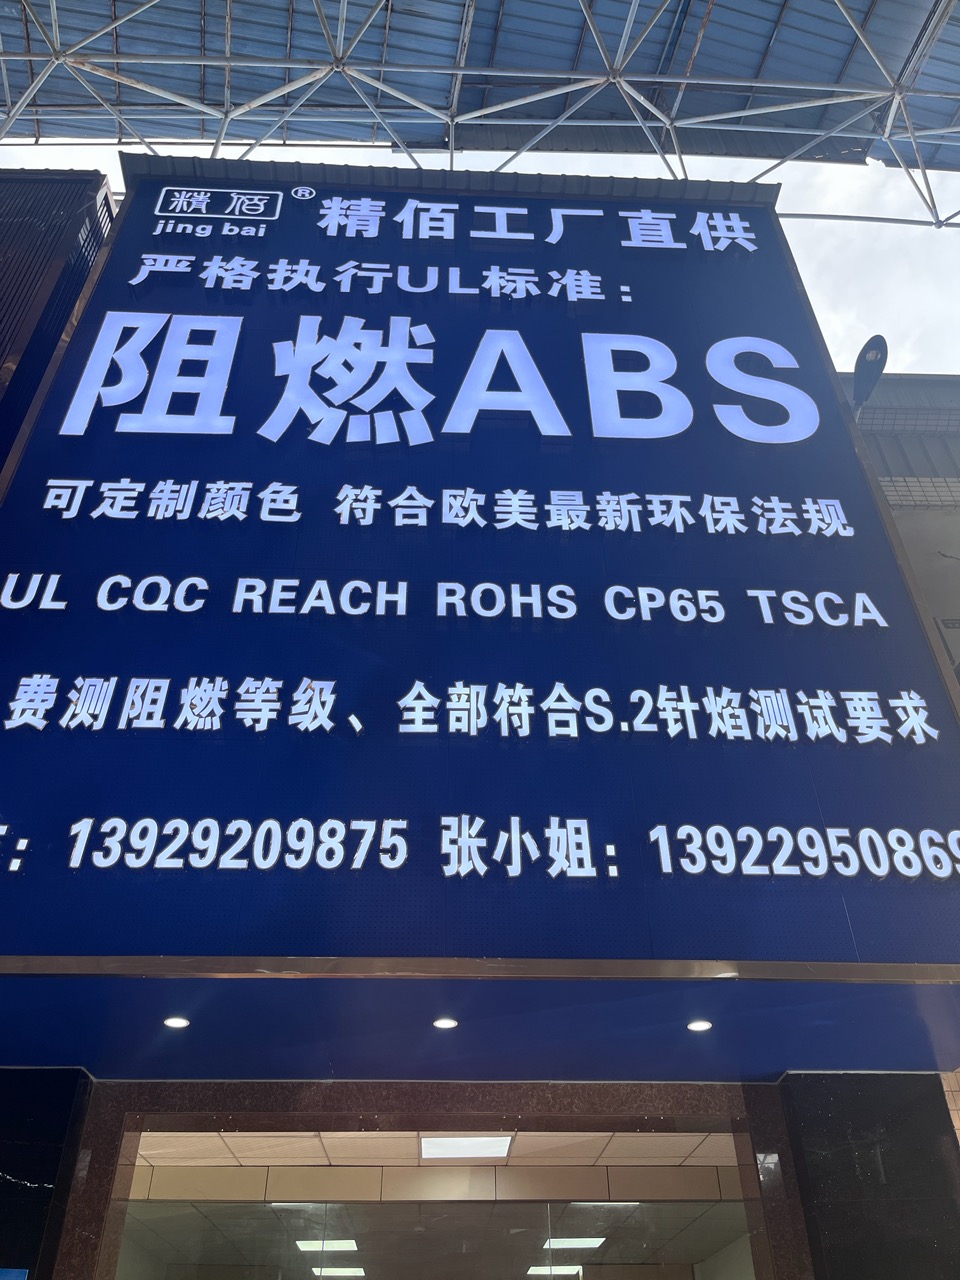 精佰® 精佰工厂直供
jing bai
严格执行UL标准：
阻燃ABS
可定制颜色 符合欧美最新环保法规
UL CQC REACH ROHS CP65 TSCA
费测阻燃等级、全部符合S.2针焰测试要求
：13929209875 张小姐：13922950869